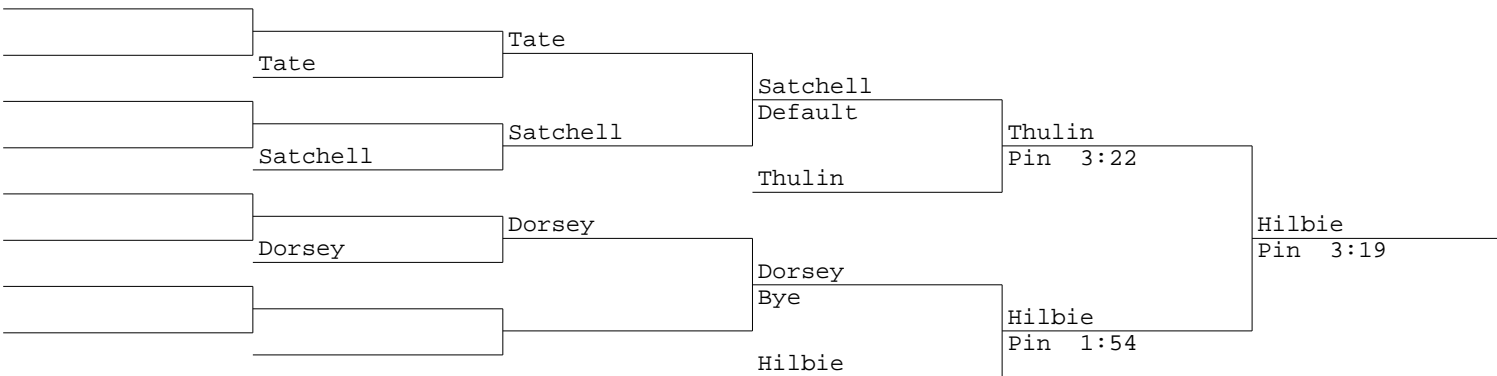 Tate
Tate
Satchell
Default
Satchell
Thulin
Pin 3:22
Satchell
Thulin
Dorsey
Hilbie
Pin 3:19
Dorsey
Dorsey
Bye
Hilbie
Pin 1:54
Hilbie